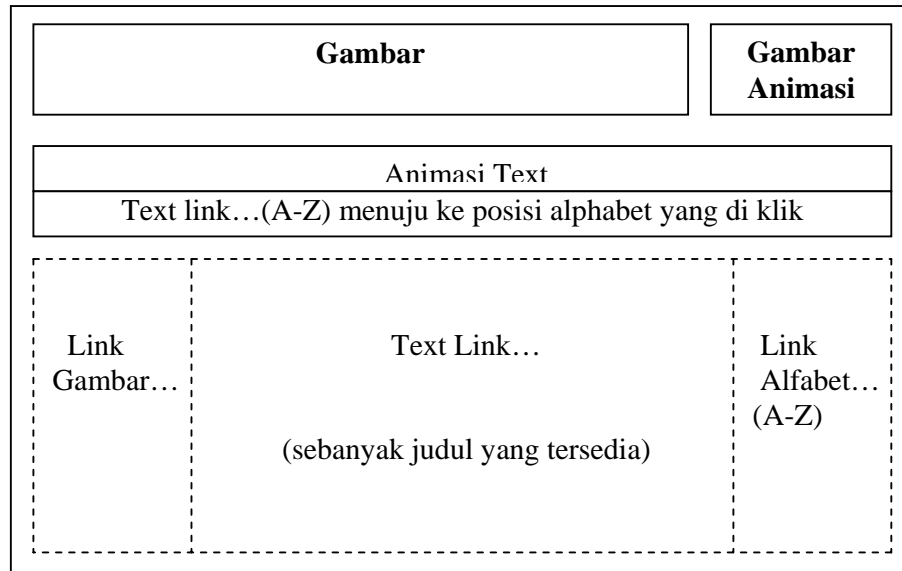 Gambar
Gambar
Animasi
Animasi Text
Text link…(A-Z) menuju ke posisi alphabet yang di klik
Link
Gambar…
Text Link…
(sebanyak judul yang tersedia)
Link
Alfabet…
(A-Z)